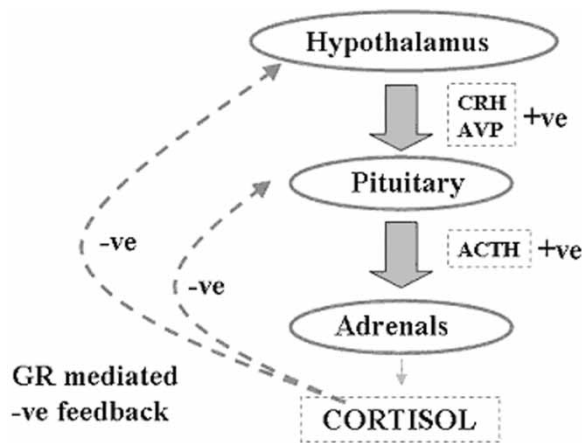 Hypothalamus
CRH
AVP
+ve
Pituitary
-ve
-ve
ACTH
+ve
Adrenals
GR mediated
-ve feedback
CORTISOL